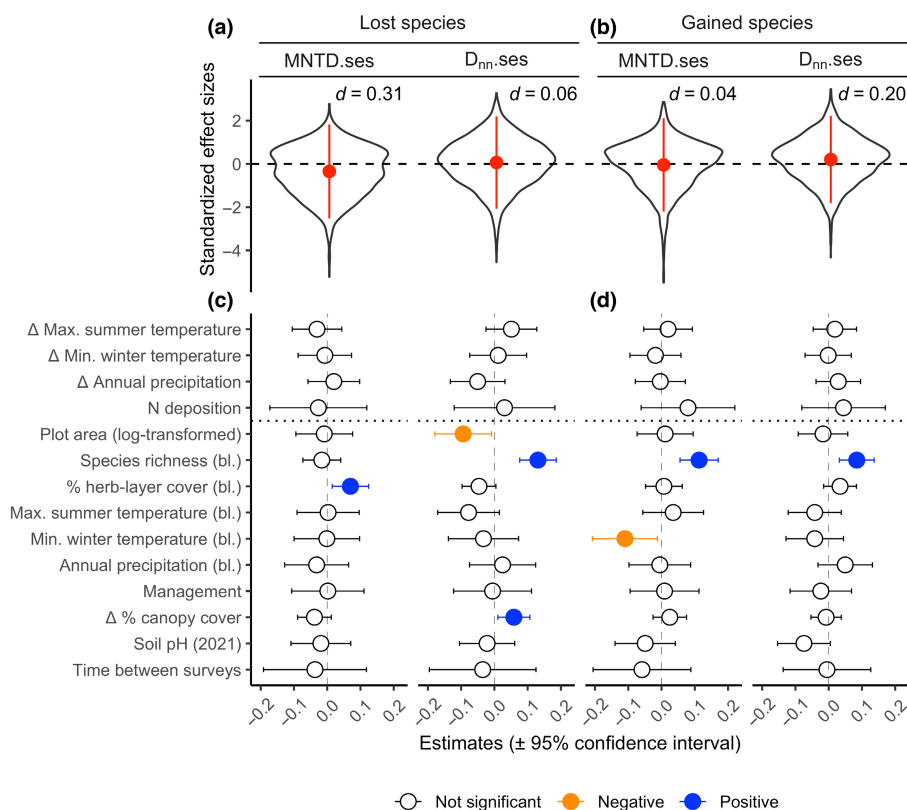 (a) Lost species (b) Gained species
MNTD.ses Dnn.ses MNTD.ses Dnn.ses
d = 0.31 d = 0.06 d = 0.04 d = 0.20
Standardized effect sizes
2
0
−2
−4
(c) (d)
Δ Max. summer temperature
Δ Min. winter temperature
Δ Annual precipitation
N deposition
Plot area (log-transformed)
Species richness (bl.)
% herb-layer cover (bl.)
Max. summer temperature (bl.)
Min. winter temperature (bl.)
Annual precipitation (bl.)
Management
Δ % canopy cover
Soil pH (2021)
Time between surveys
−0.2 −0.1 0.0 0.1 0.2 −0.2 −0.1 0.0 0.1 0.2 −0.2 −0.1 0.0 0.1 0.2 −0.2 −0.1 0.0 0.1 0.2
Estimates (± 95% confidence interval)
Not significant Negative Positive